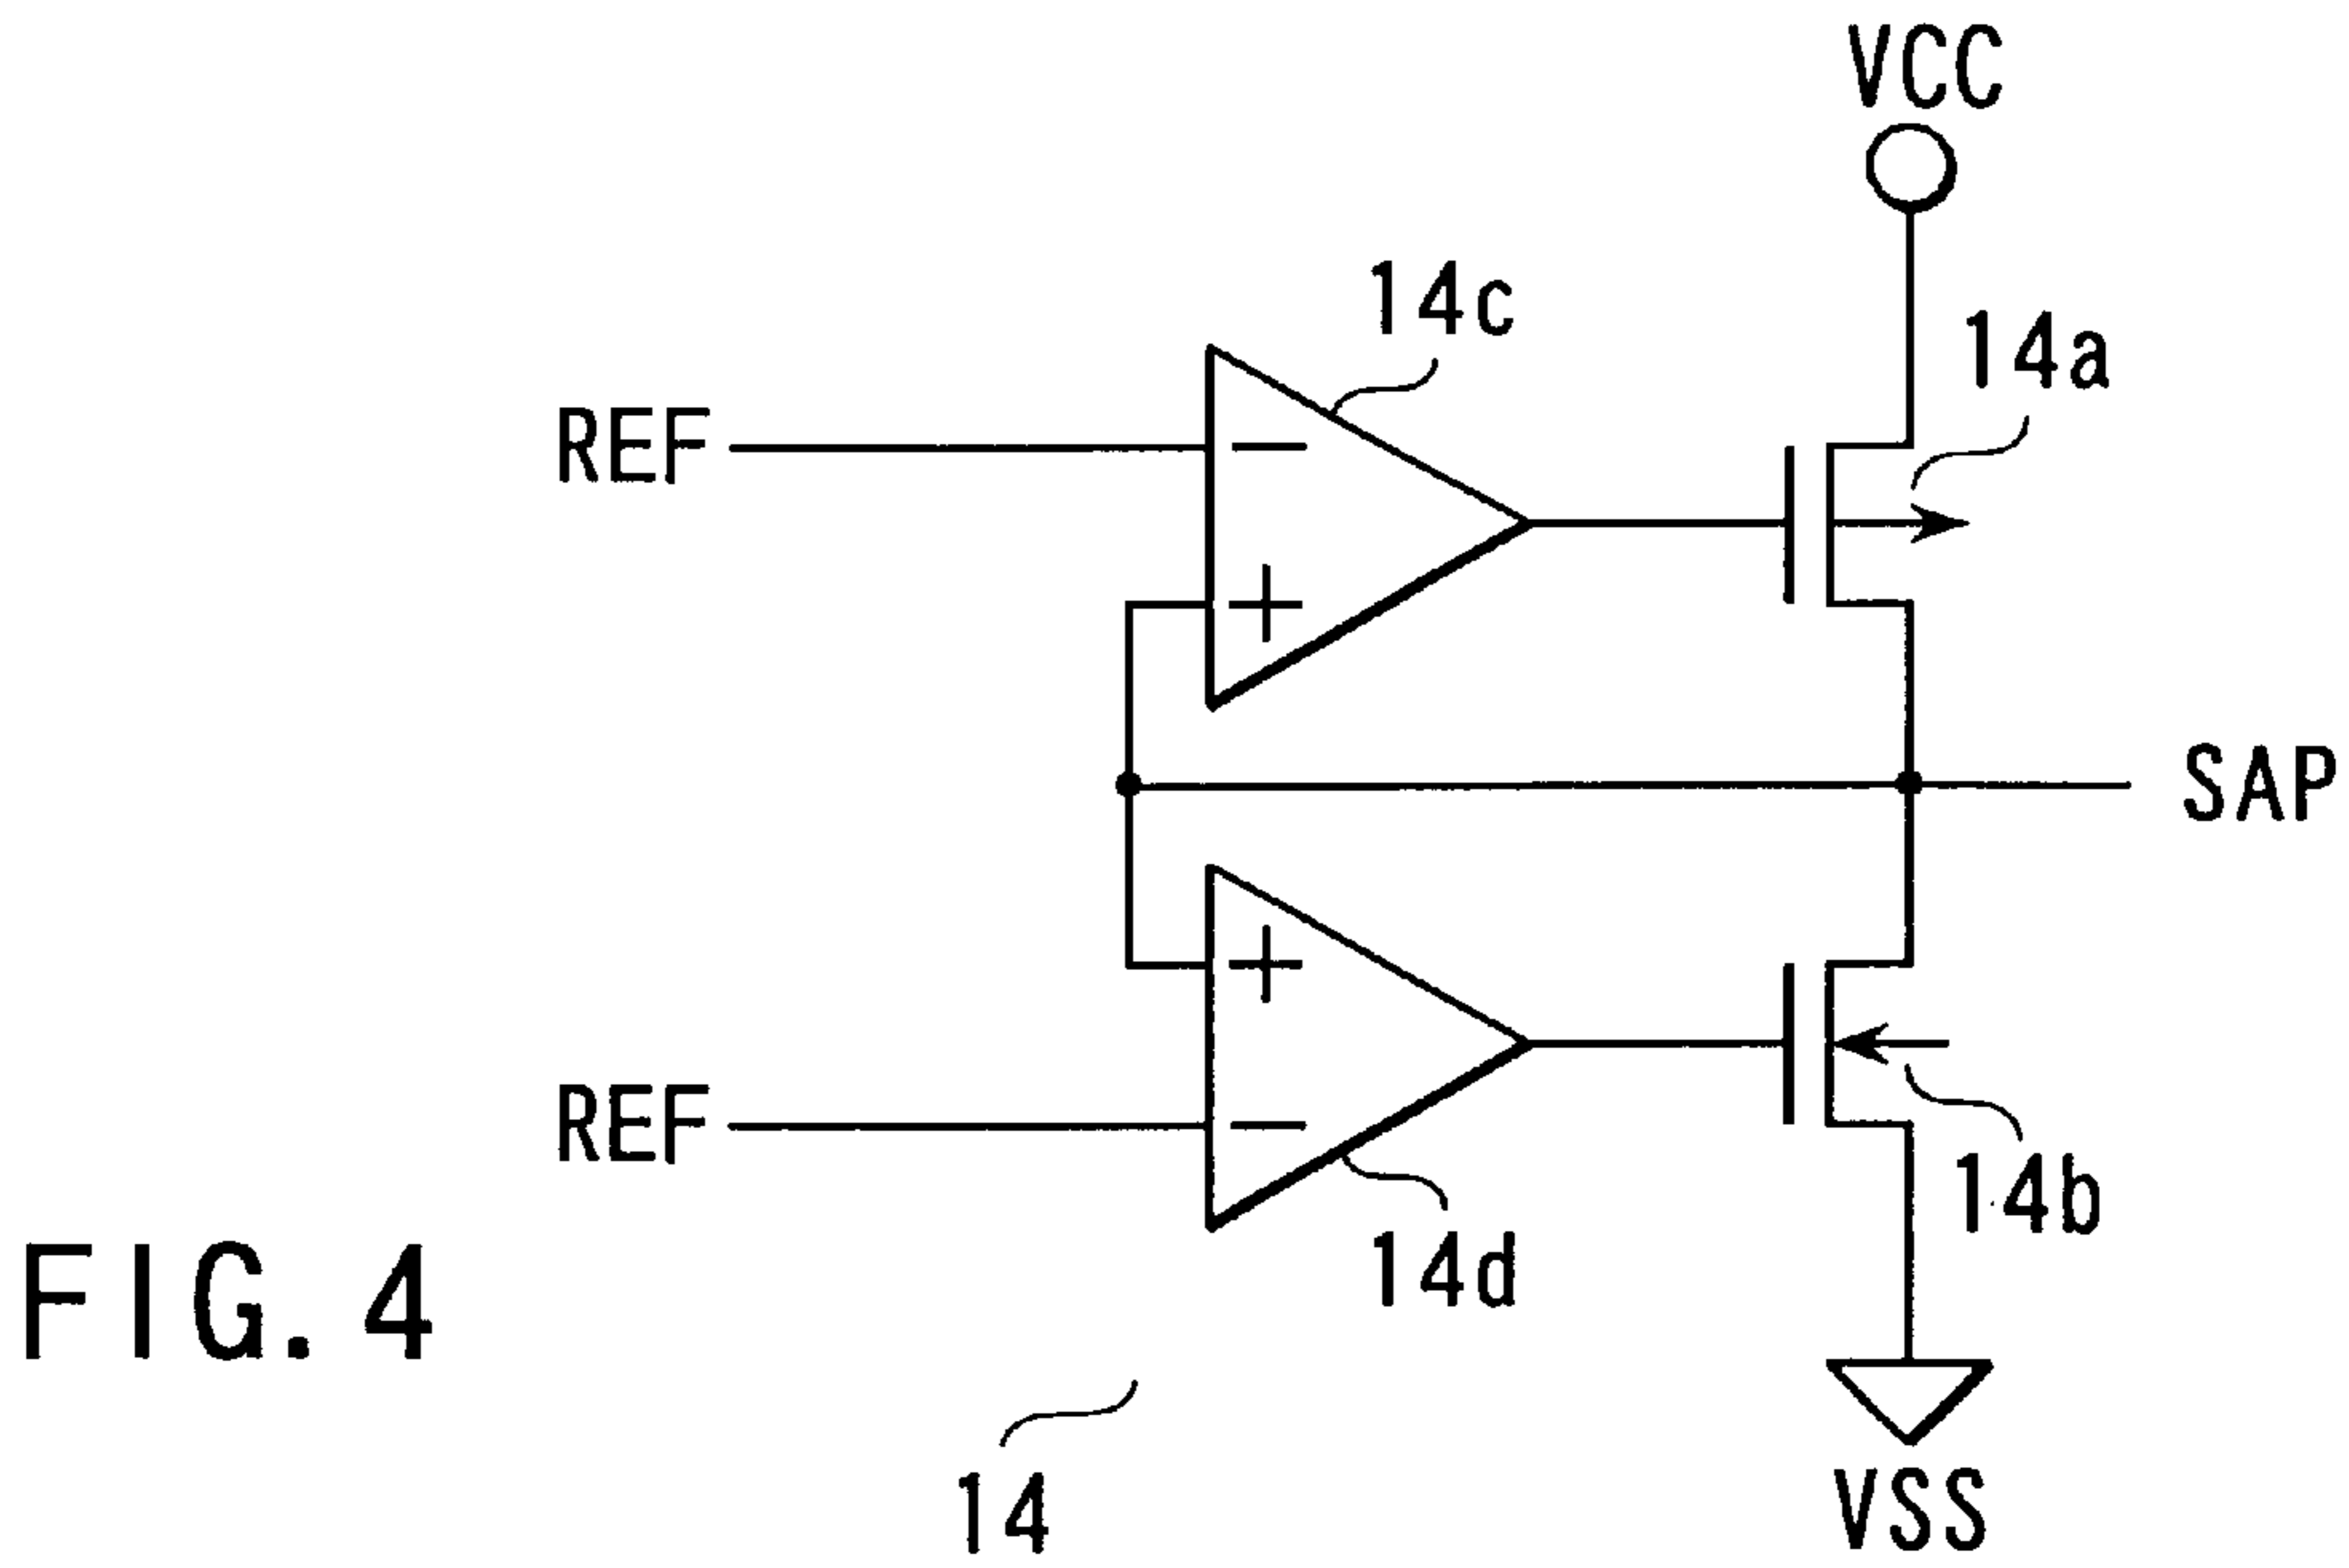 VCC
14c
14a
REF
−
+
SAP
+
REF
−
14b
14d
FIG. 4
14
VSS